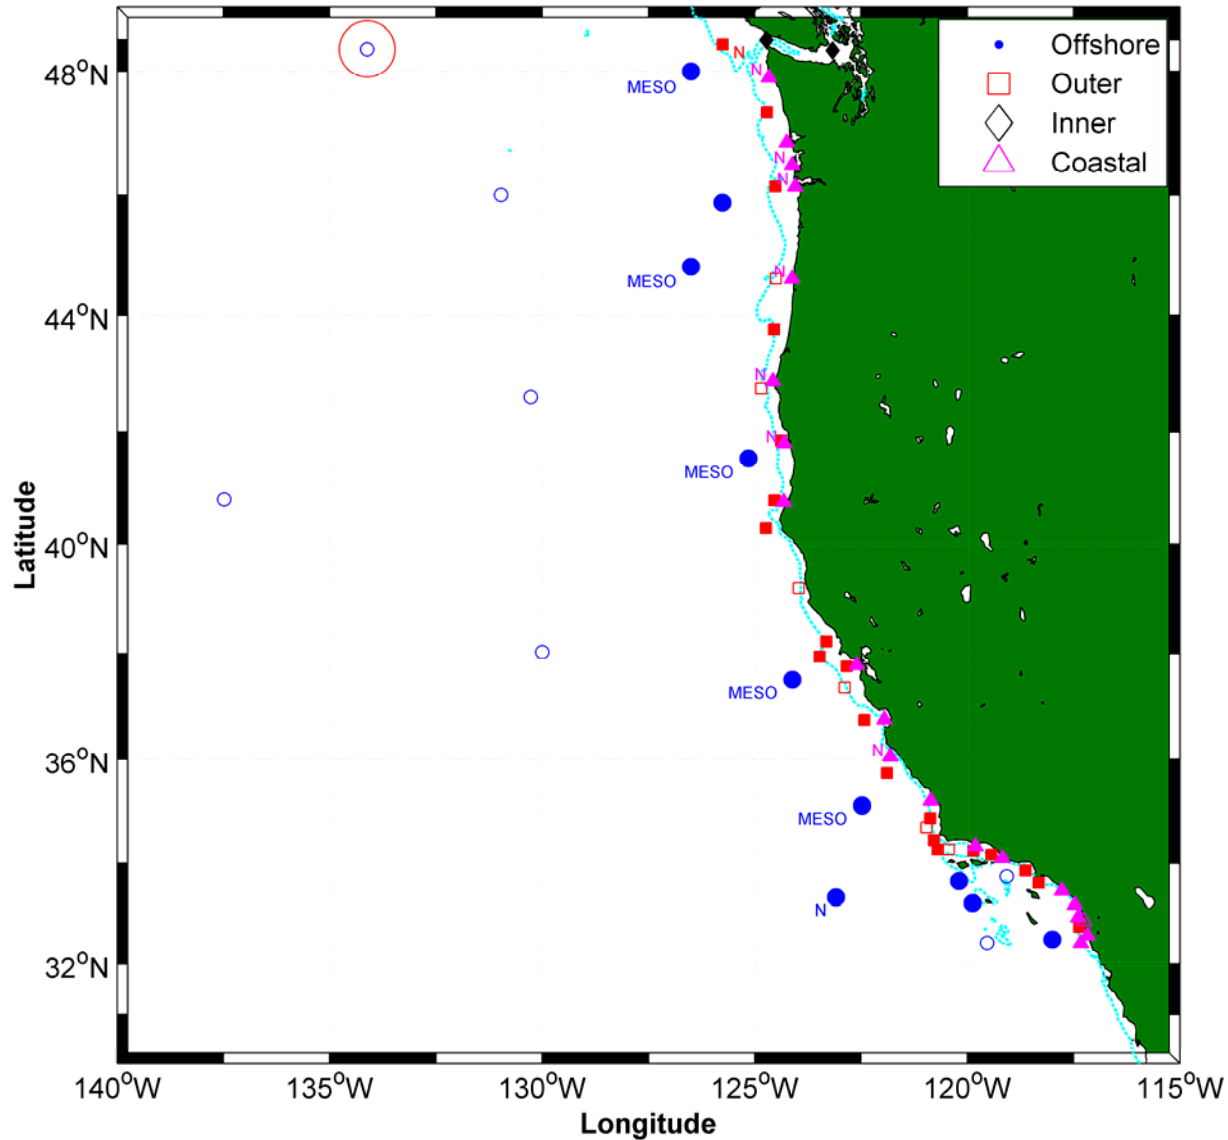 Offshore
Outer
Inner
Coastal
48°N
44°N
40°N
36°N
32°N
N
N
MESO
N
N
MESO
N
N
N
MESO
MESO
N
MESO
N
140°W
135°W
130°W
125°W
120°W
115°W
Longitude
Latitude